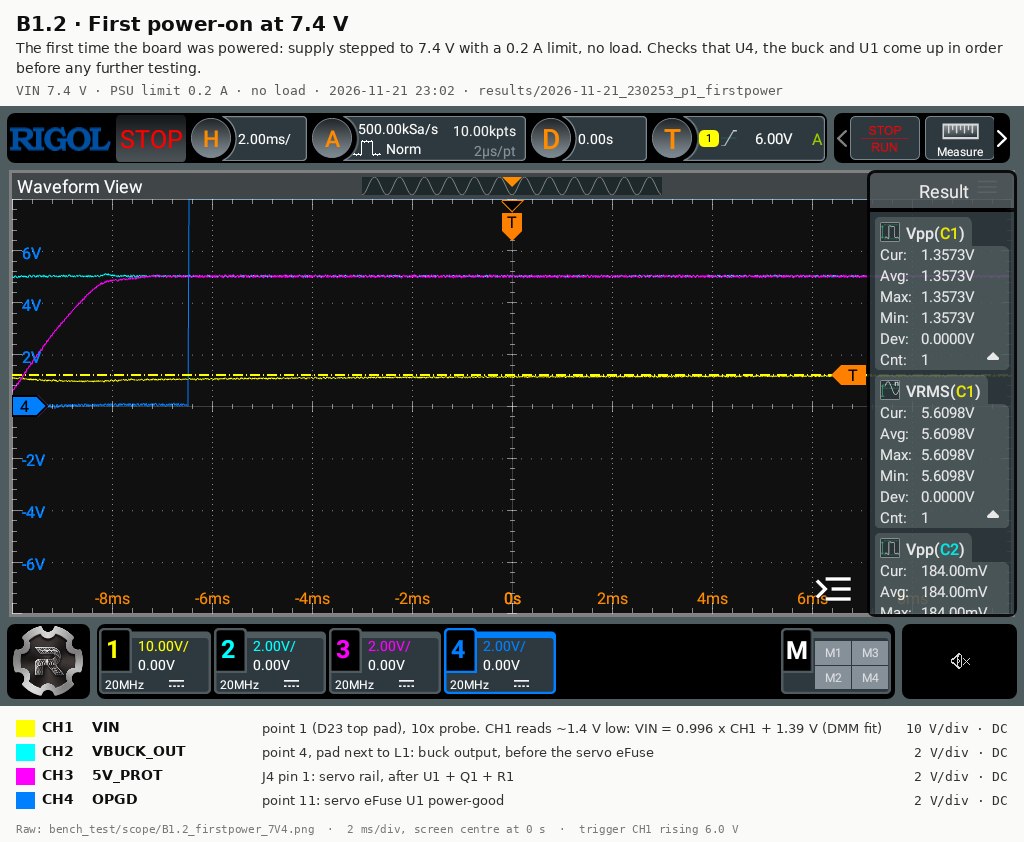 B1.2 · First power-on at 7.4 V
The first time the board was powered: supply stepped to 7.4 V with a 0.2 A limit, no load. Checks that U4, the buck and U1 come up in order
before any further testing.
VIN 7.4 V · PSU limit 0.2 A · no load · 2026-11-21 23:02 · results/2026-11-21_230253_p1_firstpower
RIGOL STOP H 2.00ms/ A 500.00kSa/s 10.00kpts Norm 2µs/pt D 0.00s T 1 6.00V A STOP RUN Measure
Waveform View
T
Result
6V
4V
2V
4
-2V
-4V
-6V
T
-8ms -6ms -4ms -2ms 0s 2ms 4ms 6ms
Vpp(C1)
Cur: 1.3573V
Avg: 1.3573V
Max: 1.3573V
Min: 1.3573V
Dev: 0.0000V
Cnt: 1
VRMS(C1)
Cur: 5.6098V
Avg: 5.6098V
Max: 5.6098V
Min: 5.6098V
Dev: 0.0000V
Cnt: 1
Vpp(C2)
Cur: 184.00mV
Avg: 184.00mV
Max: 184.00mV
R
1 10.00V/ 0.00V 20MHz
2 2.00V/ 0.00V 20MHz
3 2.00V/ 0.00V 20MHz
4 2.00V/ 0.00V 20MHz
M M1 M3 M2 M4
CH1 VIN point 1 (D23 top pad), 10x probe. CH1 reads ~1.4 V low: VIN = 0.996 x CH1 + 1.39 V (DMM fit) 10 V/div · DC
CH2 VBUCK_OUT point 4, pad next to L1: buck output, before the servo eFuse 2 V/div · DC
CH3 5V_PROT J4 pin 1: servo rail, after U1 + Q1 + R1 2 V/div · DC
CH4 OPGD point 11: servo eFuse U1 power-good 2 V/div · DC
Raw: bench_test/scope/B1.2_firstpower_7V4.png · 2 ms/div, screen centre at 0 s · trigger CH1 rising 6.0 V